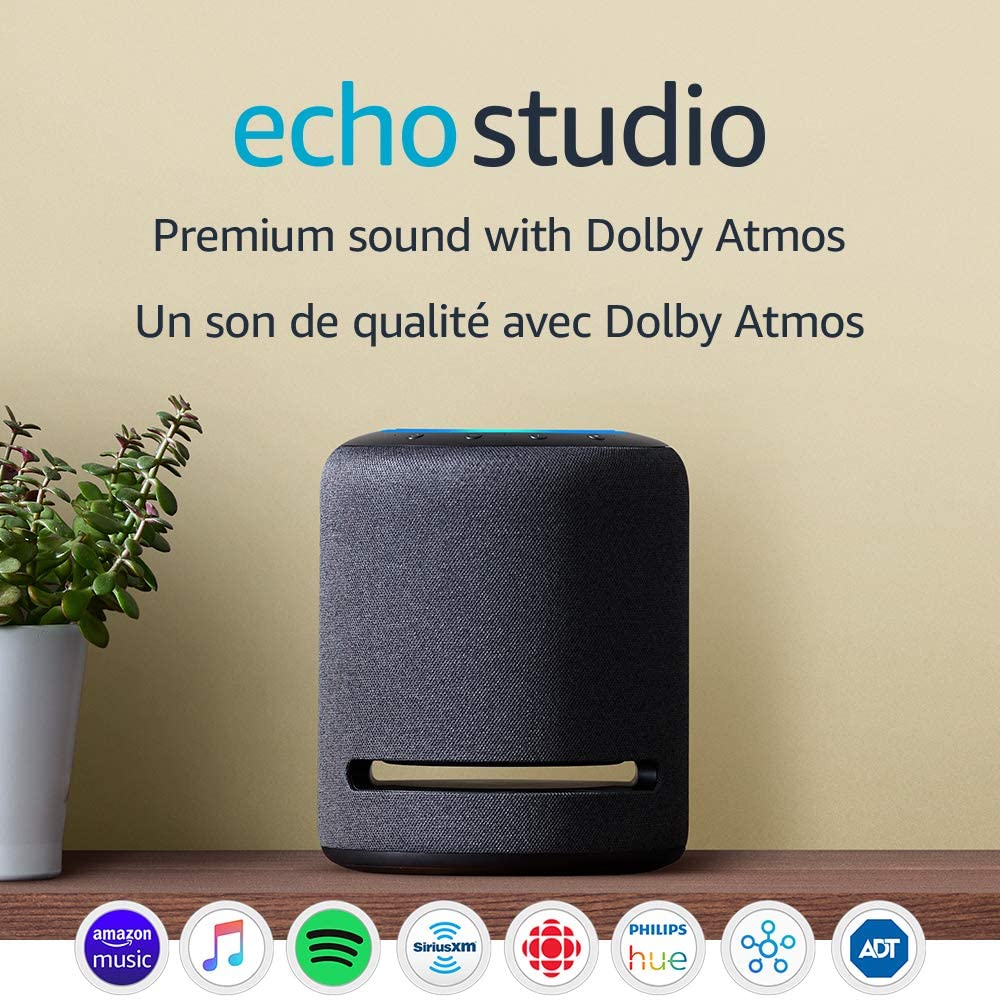 echo studio
Premium sound with Dolby Atmos
Un son de qualité avec Dolby Atmos
amazon music
SiriusXM
PHILIPS hue
ADT